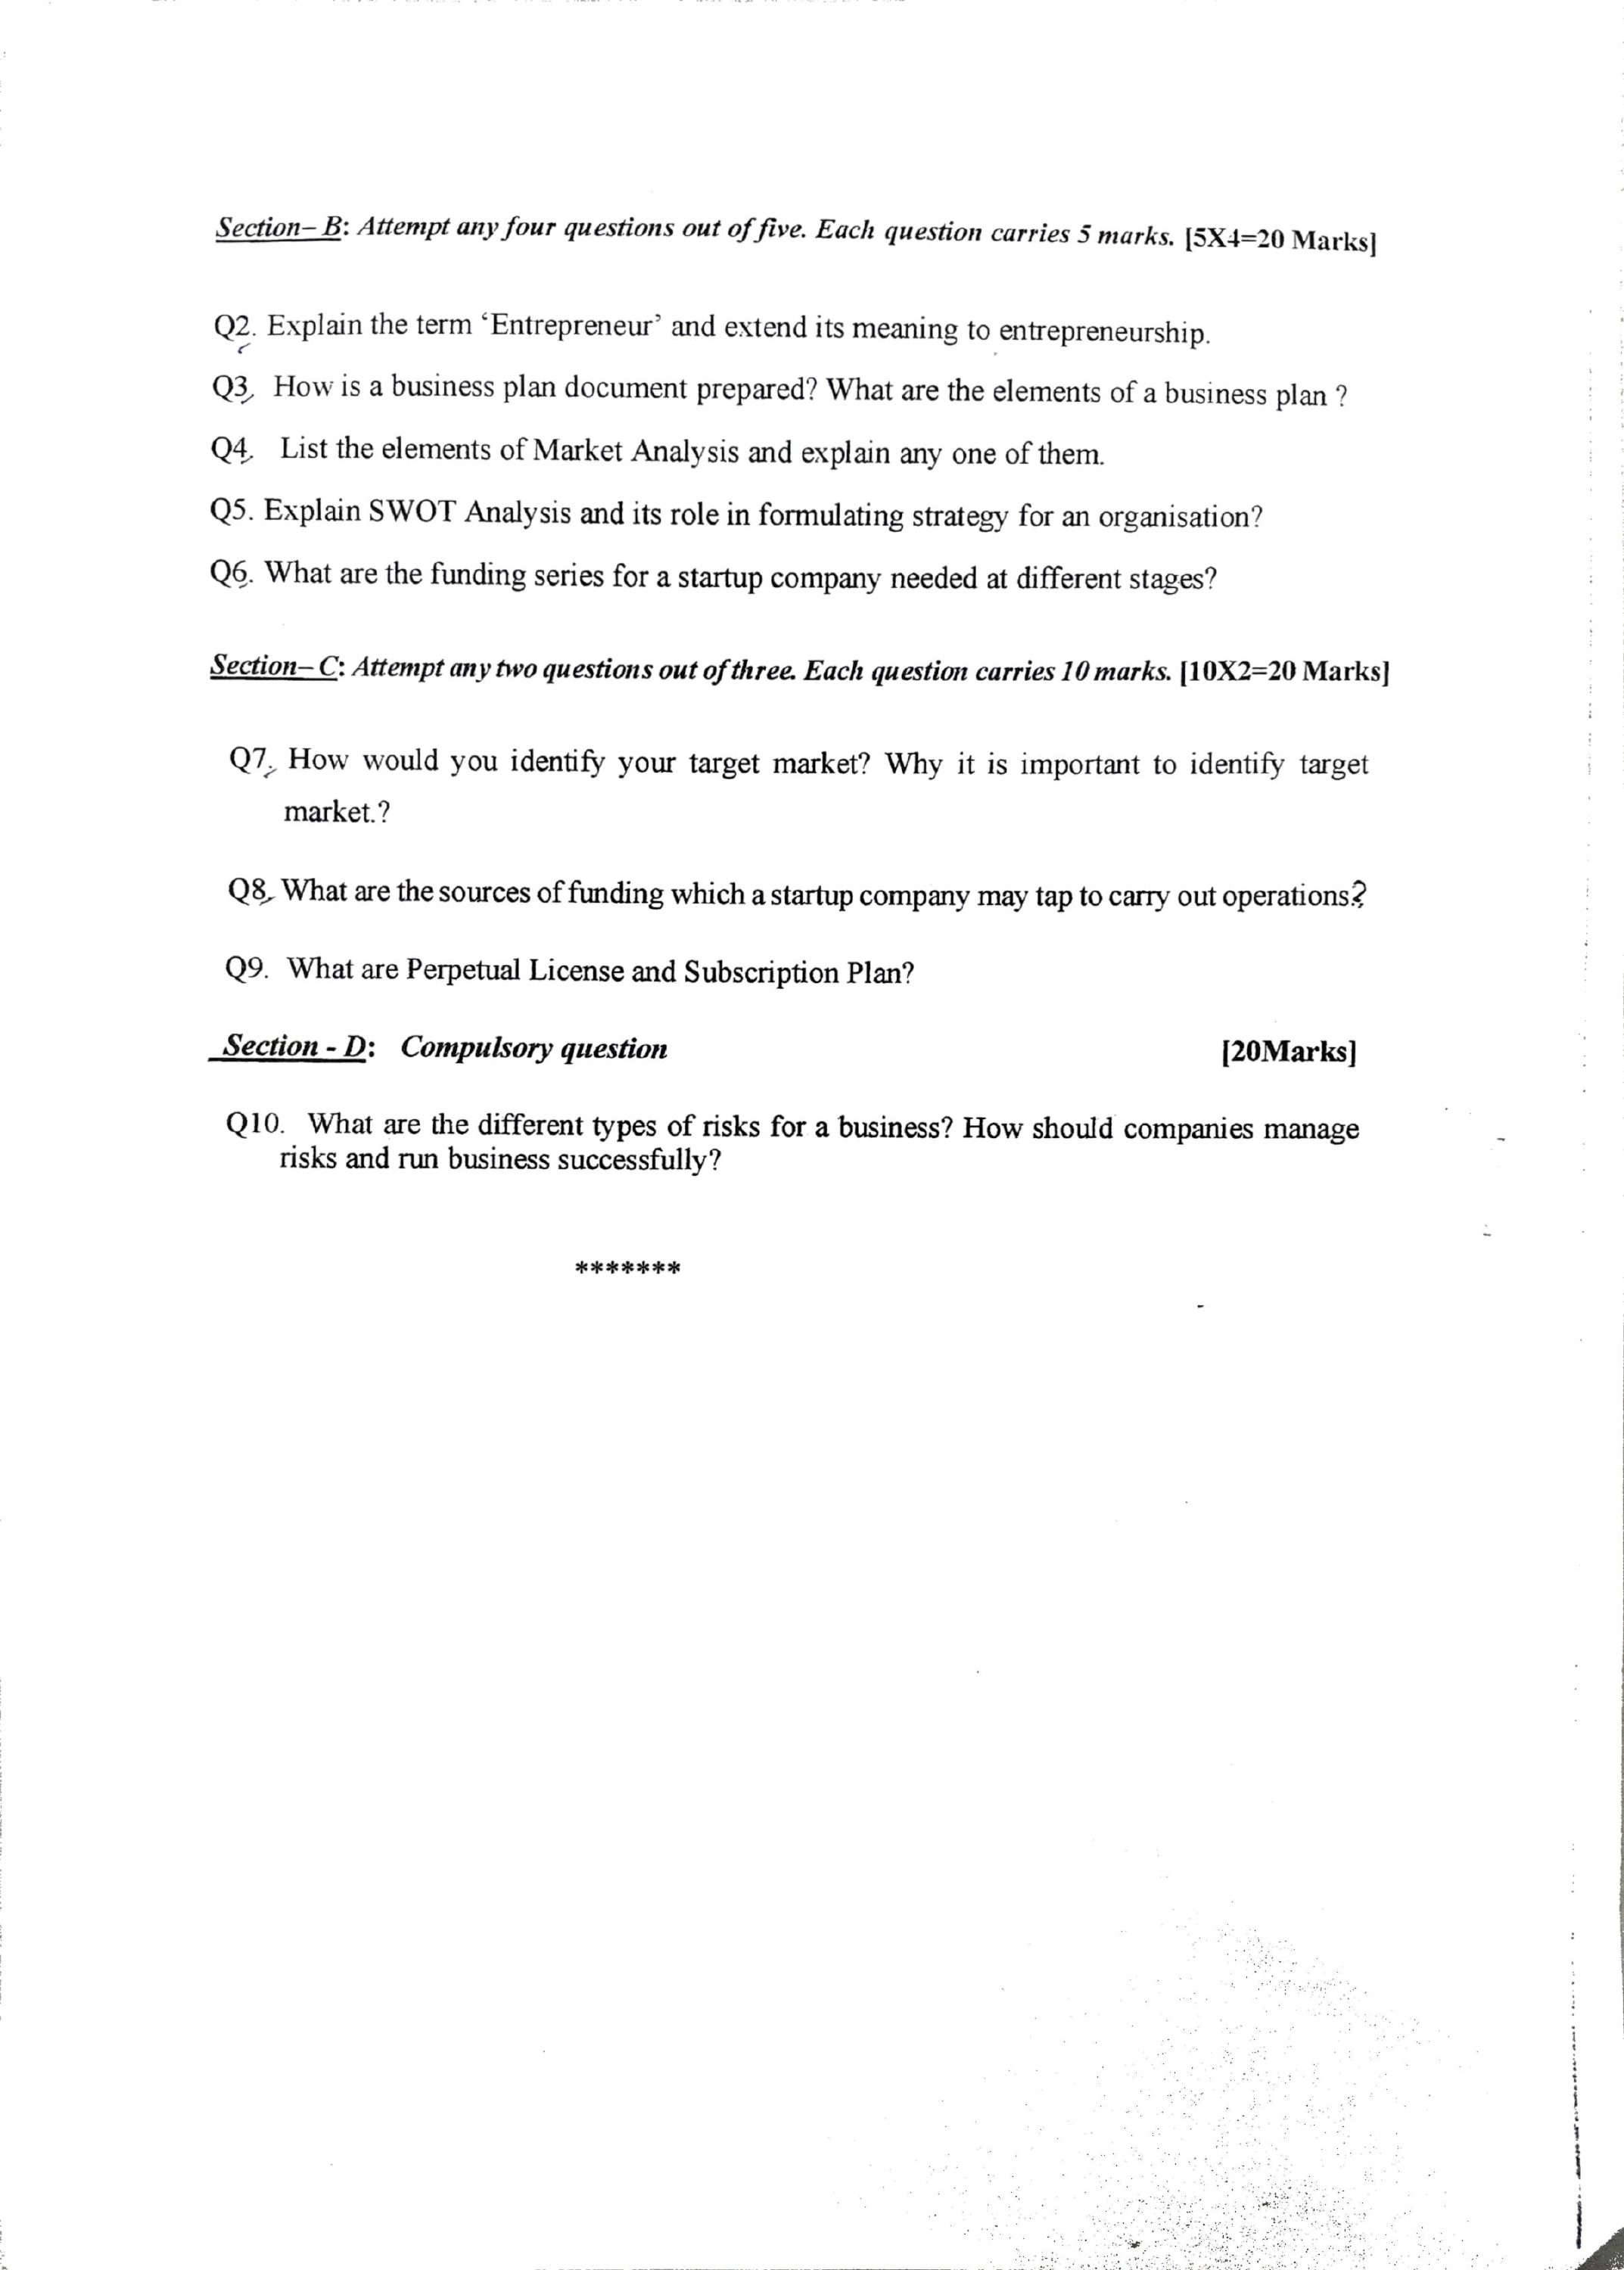 Section– B: Attempt any four questions out of five. Each question carries 5 marks. [5X4=20 Marks]
Q2. Explain the term ‘Entrepreneur’ and extend its meaning to entrepreneurship.
Q3. How is a business plan document prepared? What are the elements of a business plan ?
Q4. List the elements of Market Analysis and explain any one of them.
Q5. Explain SWOT Analysis and its role in formulating strategy for an organisation?
Q6. What are the funding series for a startup company needed at different stages?
Section– C: Attempt any two questions out of three. Each question carries 10 marks. [10X2=20 Marks]
Q7. How would you identify your target market? Why it is important to identify target
market.?
Q8. What are the sources of funding which a startup company may tap to carry out operations?
Q9. What are Perpetual License and Subscription Plan?
Section - D: Compulsory question [20Marks]
Q10. What are the different types of risks for a business? How should companies manage
risks and run business successfully?
*******